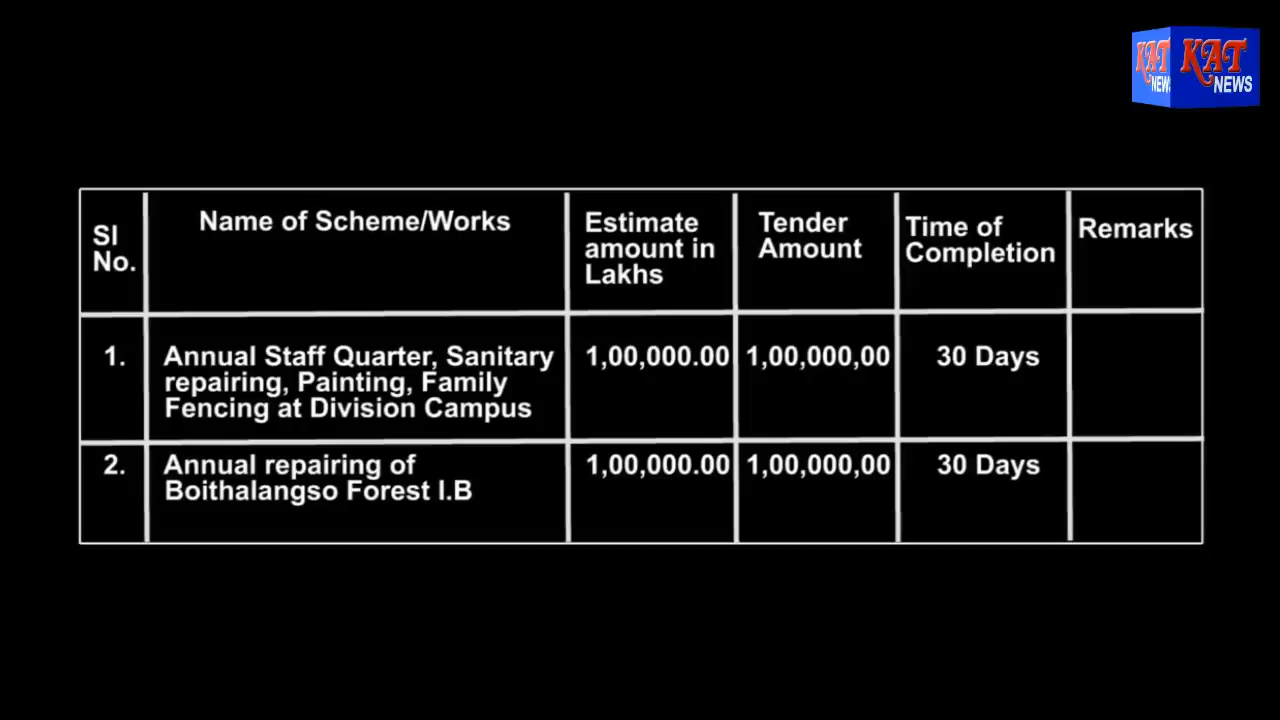 KAT KAT
NEWS NEWS
Sl No.
Name of Scheme/Works
Estimate
amount in
Lakhs
Tender
Amount
Time of
Completion
Remarks
1.
Annual Staff Quarter, Sanitary
repairing, Painting, Family
Fencing at Division Campus
1,00,000.00
1,00,000,00
30 Days
2.
Annual repairing of
Boithalangso Forest I.B
1,00,000.00
1,00,000,00
30 Days